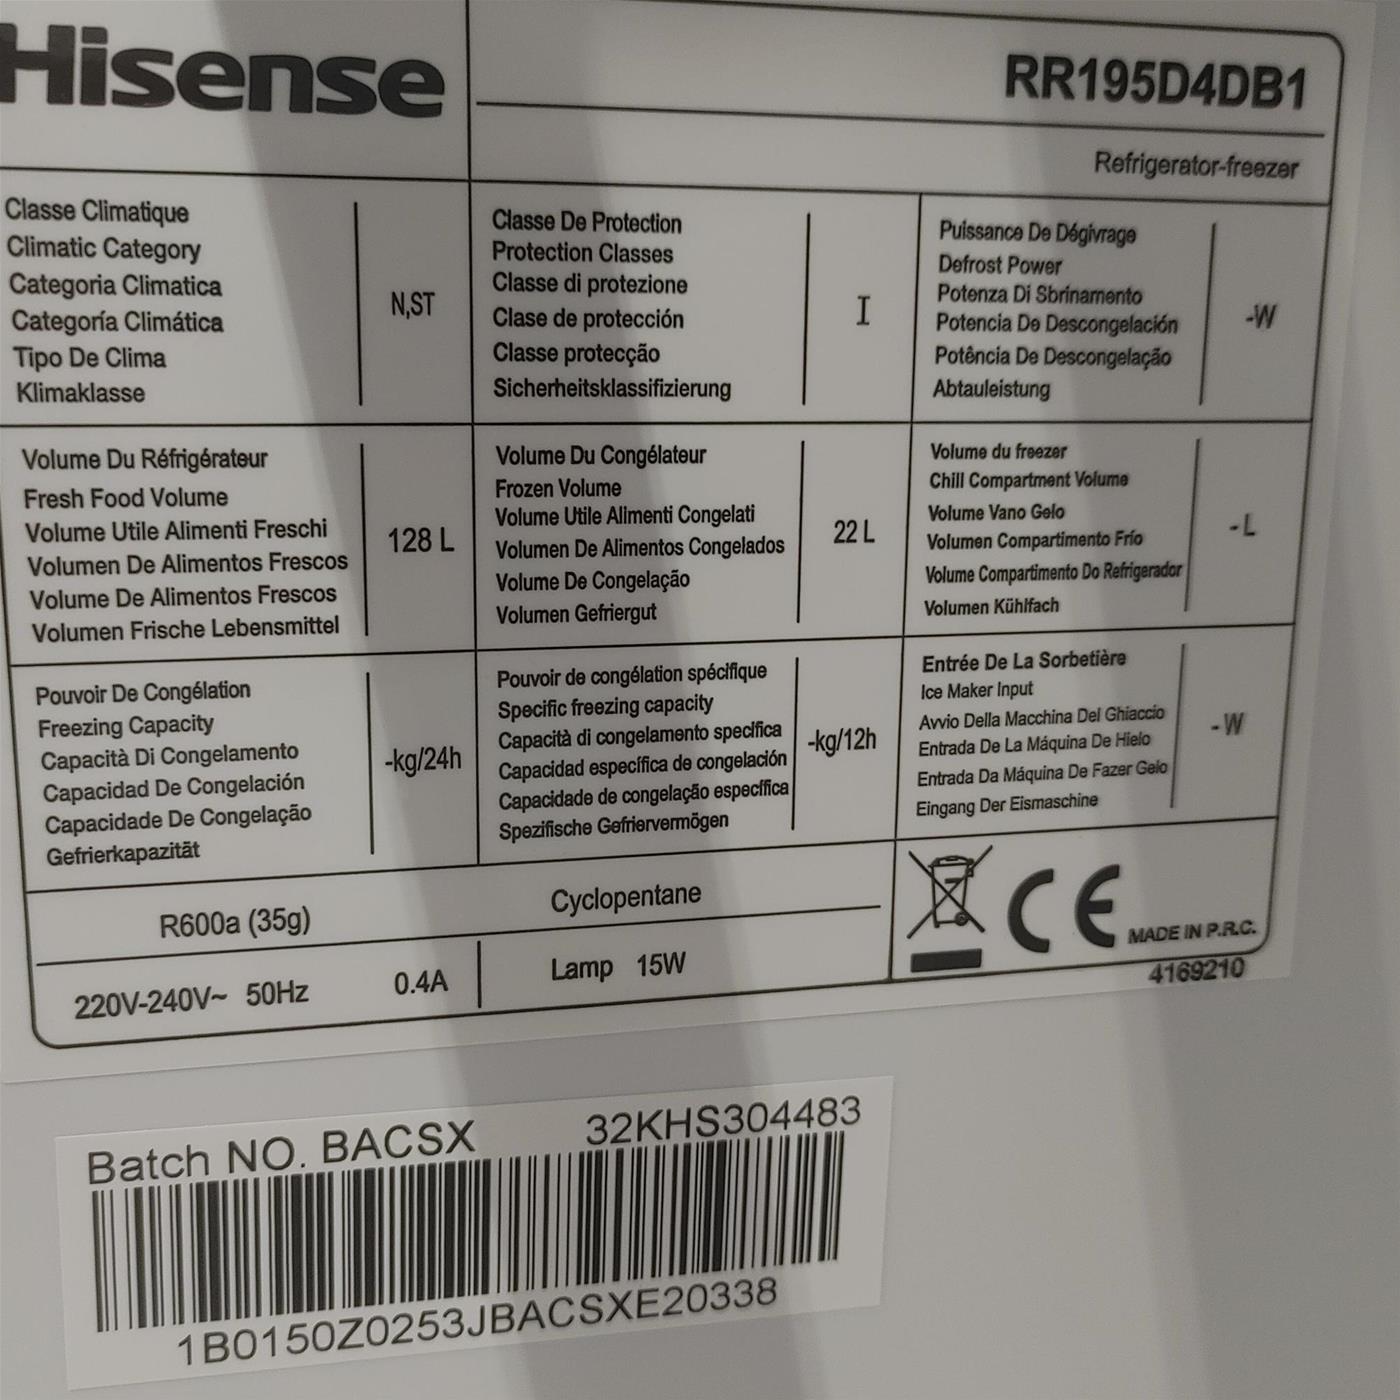 Hisense
RR195D4DB1
Refrigerator-freezer
Classe Climatique
Climatic Category
Categoria Climatica
Categoría Climática
Tipo De Clima
Klimaklasse
N,ST
Classe De Protection
Protection Classes
Classe di protezione
Clase de protección
Classe protecção
Sicherheitsklassifizierung
I
Puissance De Dégivrage
Defrost Power
Potenza Di Sbrinamento
Potencia De Descongelación
Potência De Descongelação
Abtauleistung
-W
Volume Du Réfrigérateur
Fresh Food Volume
Volume Utile Alimenti Freschi
Volumen De Alimentos Frescos
Volume De Alimentos Frescos
Volumen Frische Lebensmittel
128 L
Volume Du Congélateur
Frozen Volume
Volume Utile Alimenti Congelati
Volumen De Alimentos Congelados
Volume De Congelação
Volumen Gefriergut
22 L
Volume du freezer
Chill Compartment Volume
Volume Vano Gelo
Volumen Compartimento Frío
Volume Compartimento Do Refrigerador
Volumen Kühlfach
-L
Pouvoir De Congélation
Freezing Capacity
Capacità Di Congelamento
Capacidad De Congelación
Capacidade De Congelação
Gefrierkapazität
-kg/24h
Pouvoir de congélation spécifique
Specific freezing capacity
Capacità di congelamento specifica
Capacidad específica de congelación
Capacidade de congelação específica
Spezifische Gefriervermögen
-kg/12h
Entrée De La Sorbetière
Ice Maker Input
Avvio Della Macchina Del Ghiaccio
Entrada De La Máquina De Hielo
Entrada Da Máquina De Fazer Gelo
Eingang Der Eismaschine
-W
R600a (35g)
Cyclopentane
220V-240V~ 50Hz
0.4A
Lamp 15W
CE
MADE IN P.R.C.
4169210
Batch NO. BACSX
32KHS304483
1B0150Z0253JBACSXE20338